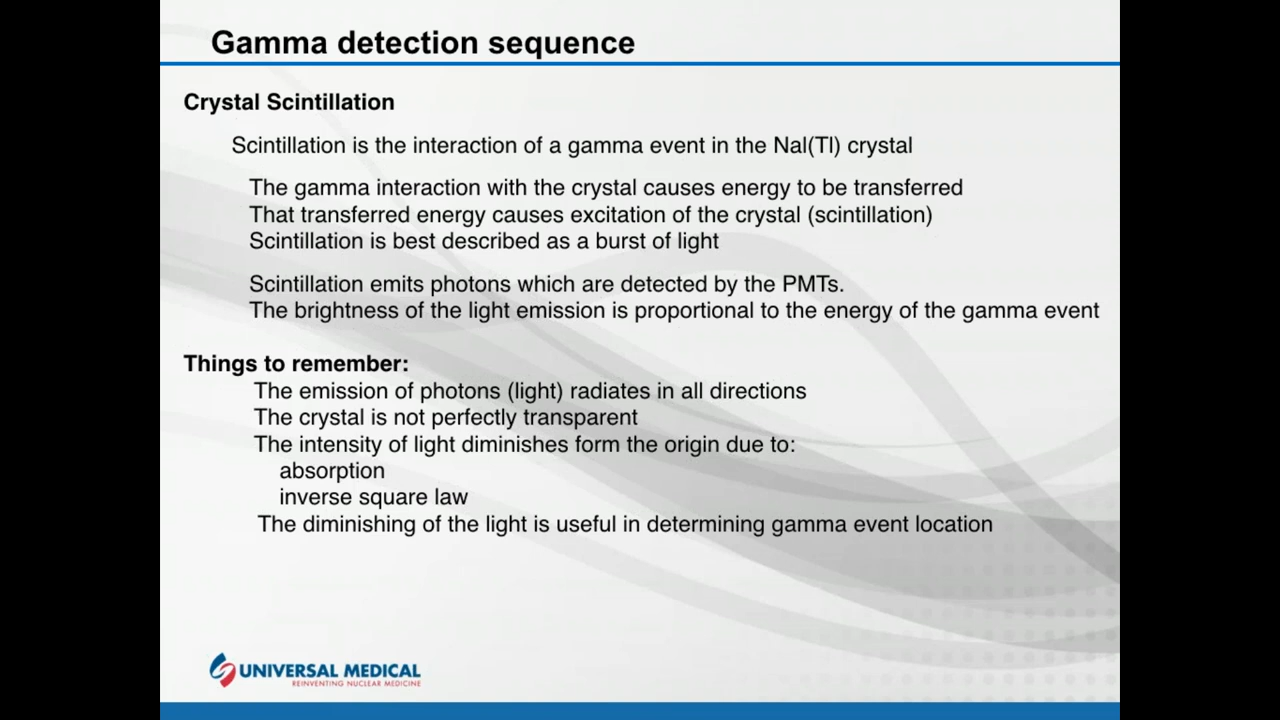 Gamma detection sequence
Crystal Scintillation
Scintillation is the interaction of a gamma event in the NaI(Tl) crystal
The gamma interaction with the crystal causes energy to be transferred
That transferred energy causes excitation of the crystal (scintillation)
Scintillation is best described as a burst of light
Scintillation emits photons which are detected by the PMTs.
The brightness of the light emission is proportional to the energy of the gamma event
Things to remember:
The emission of photons (light) radiates in all directions
The crystal is not perfectly transparent
The intensity of light diminishes form the origin due to:
absorption
inverse square law
The diminishing of the light is useful in determining gamma event location
UNIVERSAL MEDICAL
REINVENTING NUCLEAR MEDICINE